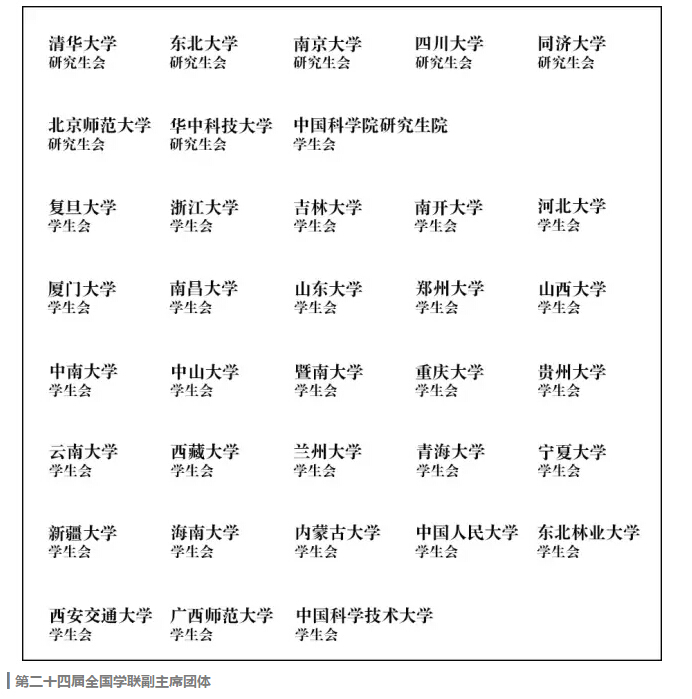 清华大学 东北大学 南京大学 四川大学 同济大学
研究生会 研究生会 研究生会 研究生会 研究生会
北京师范大学 华中科技大学 中国科学院研究生院
研究生会 研究生会 学生会
复旦大学 浙江大学 吉林大学 南开大学 河北大学
学生会 学生会 学生会 学生会 学生会
厦门大学 南昌大学 山东大学 郑州大学 山西大学
学生会 学生会 学生会 学生会 学生会
中南大学 中山大学 暨南大学 重庆大学 贵州大学
学生会 学生会 学生会 学生会 学生会
云南大学 西藏大学 兰州大学 青海大学 宁夏大学
学生会 学生会 学生会 学生会 学生会
新疆大学 海南大学 内蒙古大学 中国人民大学 东北林业大学
学生会 学生会 学生会 学生会 学生会
西安交通大学 广西师范大学 中国科学技术大学
学生会 学生会 学生会
第二十四届全国学联副主席团体